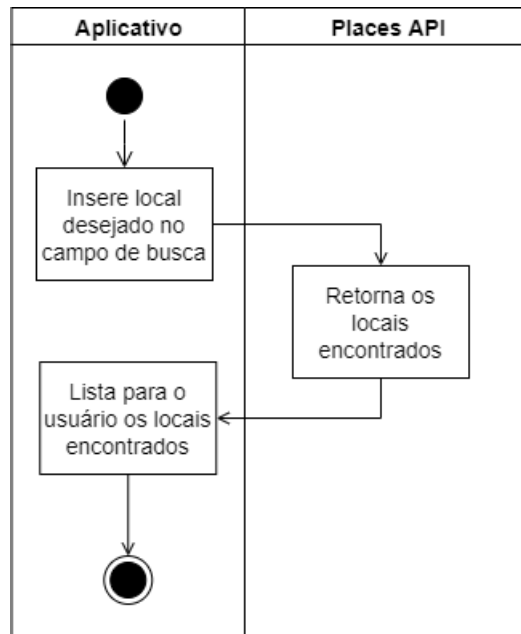 Aplicativo
Places API
Insere local
desejado no
campo de busca
Retorna os
locais
encontrados
Lista para o
usuário os locais
encontrados